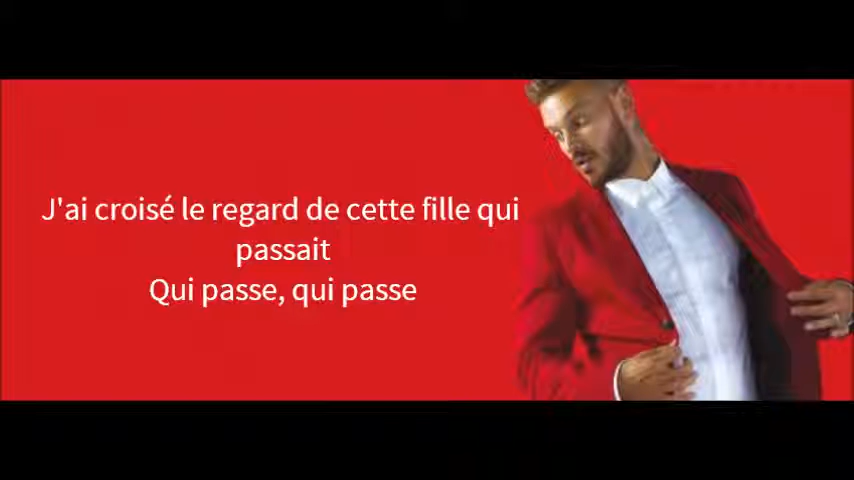 J'ai croisé le regard de cette fille qui
passait
Qui passe, qui passe